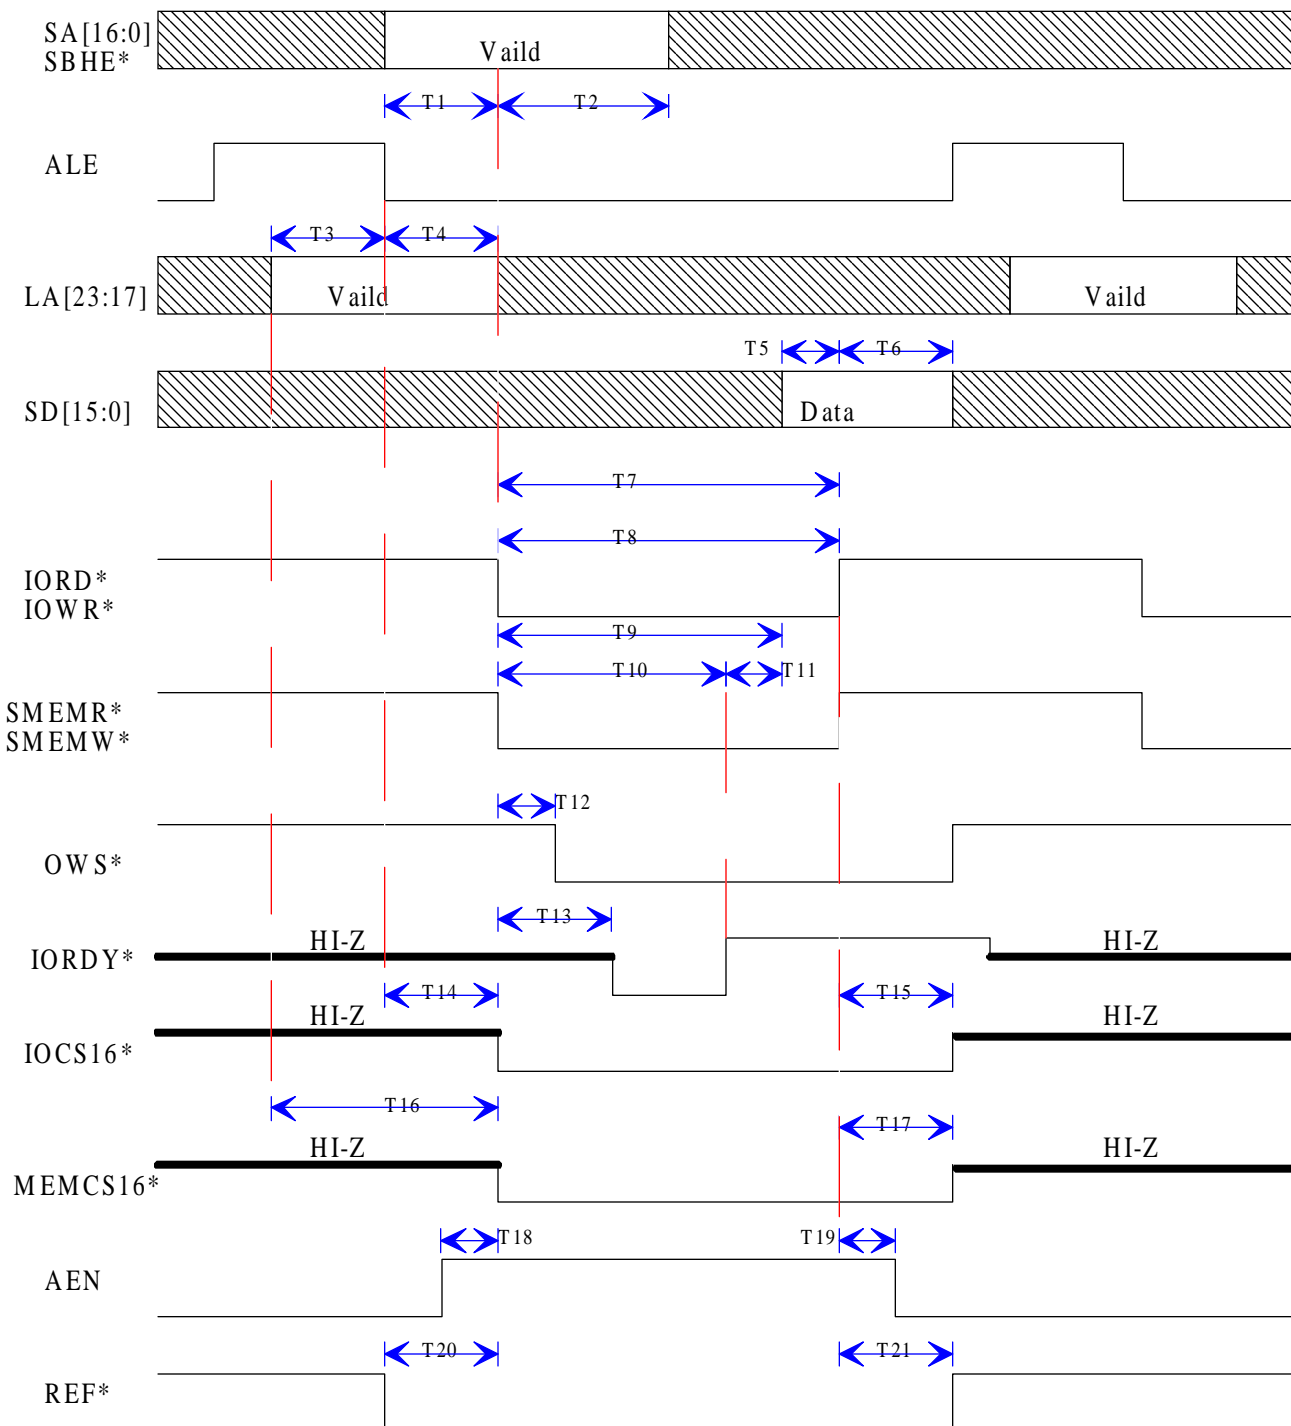 SA[16:0]
SBHE*
Vaild
T1
T2
ALE
T3
T4
LA[23:17]
Vaild
Vaild
T5
T6
SD[15:0]
Data
T7
T8
IORD*
IOWR*
T9
T10
T11
SMEMR*
SMEMW*
T12
OWS*
T13
HI-Z
HI-Z
IORDY*
T14
T15
HI-Z
HI-Z
IOCS16*
T16
T17
HI-Z
HI-Z
MEMCS16*
T18
T19
AEN
T20
T21
REF*